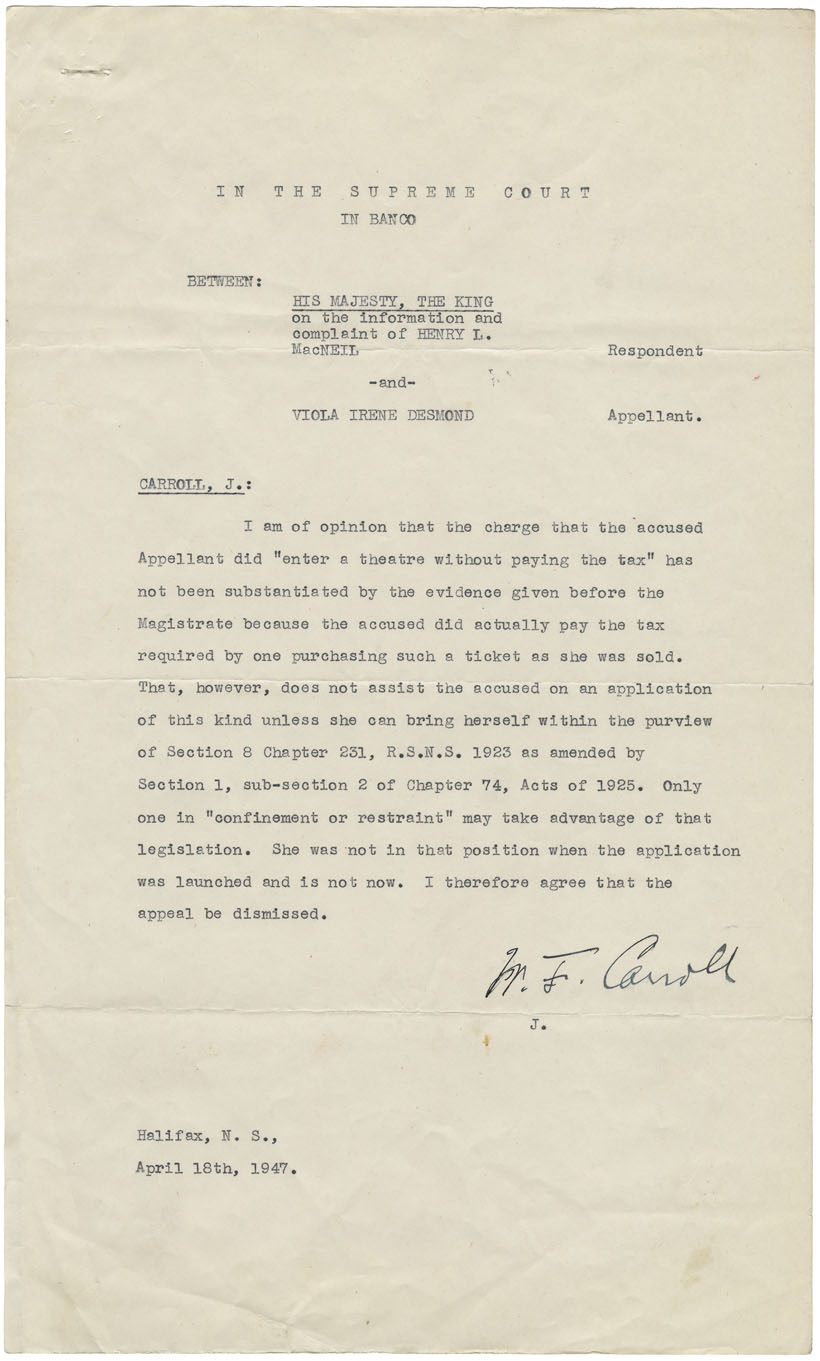 IN THE SUPREME COURT
IN BANCO
BETWEEN:
HIS MAJESTY, THE KING
on the information and
complaint of HENRY L.
MacNEIL Respondent
-and-
VIOLA IRENE DESMOND Appellant.
CARROLL, J.:
I am of opinion that the charge that the accused
Appellant did "enter a theatre without paying the tax" has
not been substantiated by the evidence given before the
Magistrate because the accused did actually pay the tax
required by one purchasing such a ticket as she was sold.
That, however, does not assist the accused on an application
of this kind unless she can bring herself within the purview
of Section 8 Chapter 231, R.S.N.S. 1923 as amended by
Section 1, sub-section 2 of Chapter 74, Acts of 1925. Only
one in "confinement or restraint" may take advantage of that
legislation. She was not in that position when the application
was launched and is not now. I therefore agree that the
appeal be dismissed.
W. F. Carroll
J.
Halifax, N. S.,
April 18th, 1947.